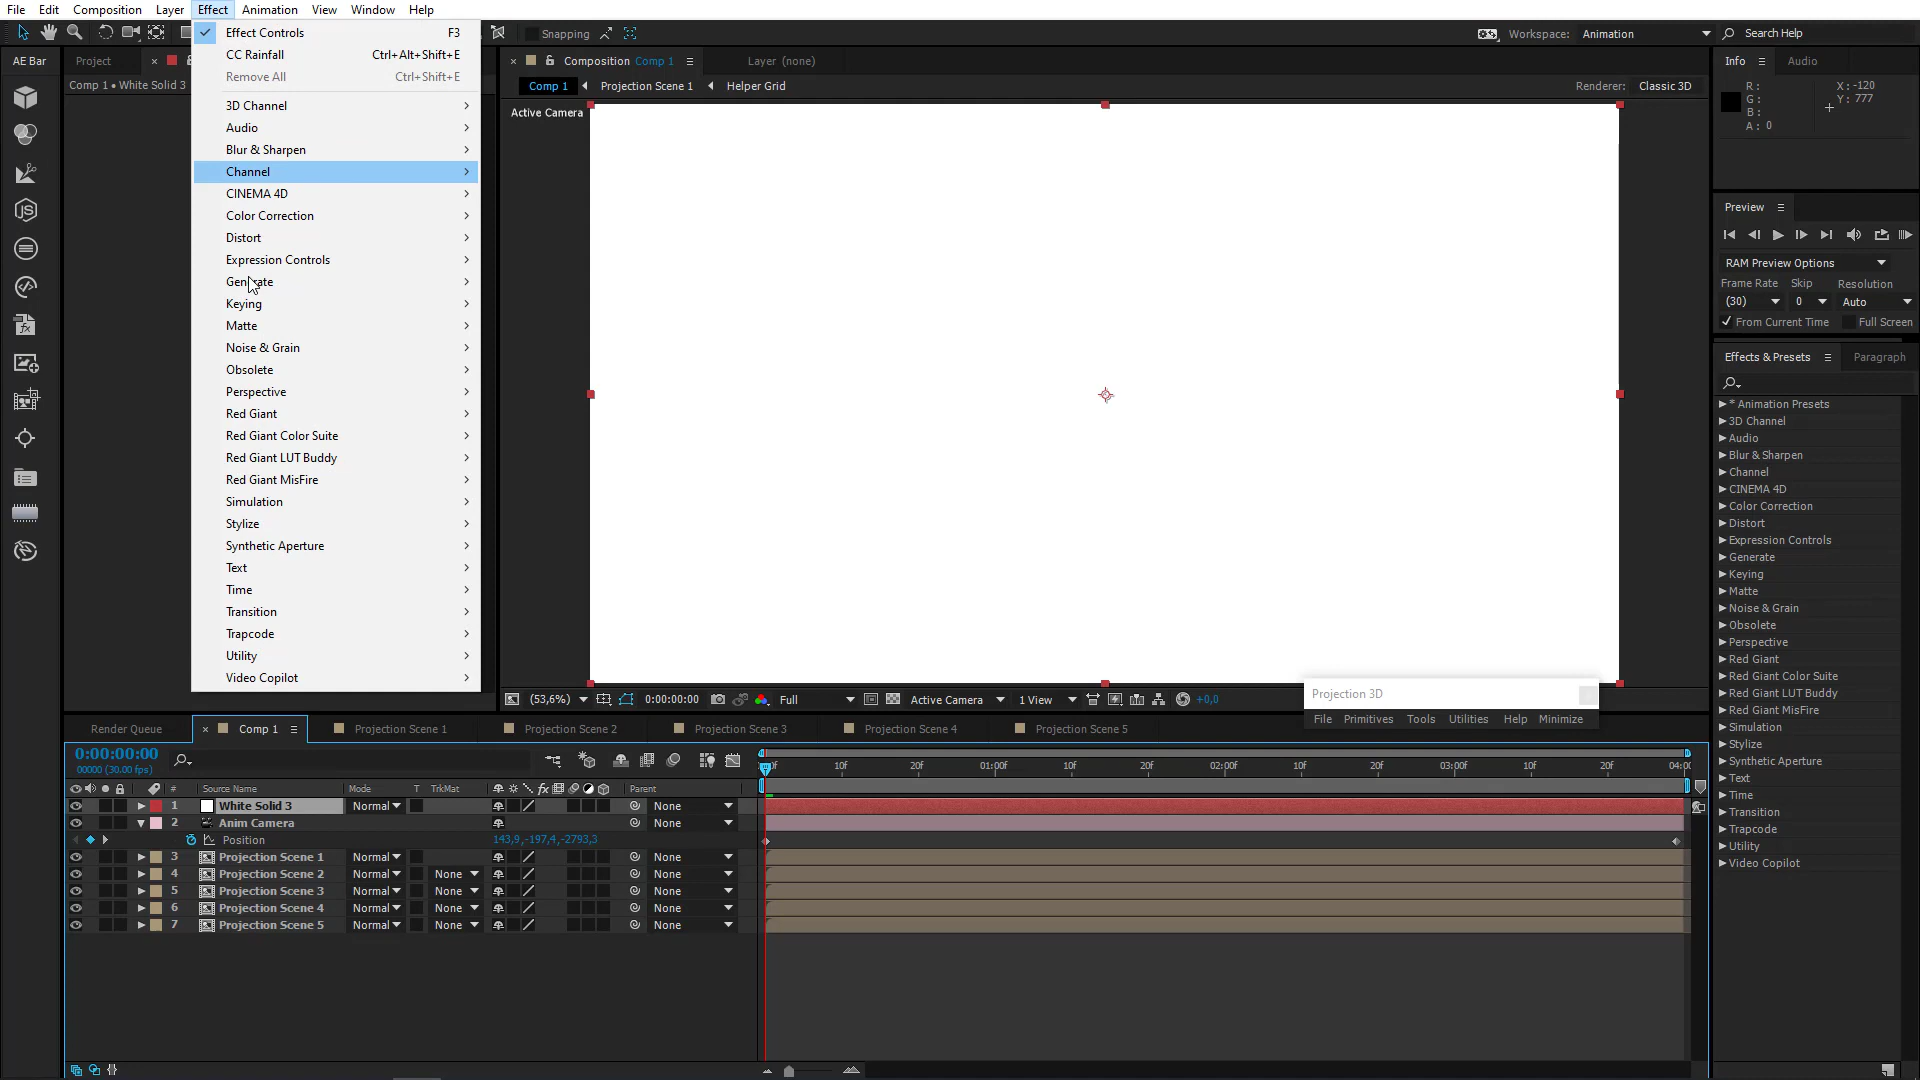 File Edit Composition Layer Effect Animation View Window Help
Snapping
Workspace: Animation
Search Help
AE Bar
Project
Comp 1 • White Solid 3
Effect Controls F3
CC Rainfall Ctrl+Alt+Shift+E
Remove All Ctrl+Shift+E
3D Channel
Audio
Blur & Sharpen
Channel
CINEMA 4D
Color Correction
Distort
Expression Controls
Generate
Keying
Matte
Noise & Grain
Obsolete
Perspective
Red Giant
Red Giant Color Suite
Red Giant LUT Buddy
Red Giant MisFire
Simulation
Stylize
Synthetic Aperture
Text
Time
Transition
Trapcode
Utility
Video Copilot
Composition Comp 1
Layer (none)
Comp 1 Projection Scene 1 Helper Grid
Renderer: Classic 3D
Active Camera
(53,6%) 0:00:00:00 Full Active Camera 1 View +0,0
Projection 3D
File Primitives Tools Utilities Help Minimize
Info Audio
R: X: -120
G: Y: 777
B:
A: 0
Preview
RAM Preview Options
Frame Rate Skip Resolution
(30) 0 Auto
From Current Time Full Screen
Effects & Presets Paragraph
* Animation Presets
3D Channel
Audio
Blur & Sharpen
Channel
CINEMA 4D
Color Correction
Distort
Expression Controls
Generate
Keying
Matte
Noise & Grain
Obsolete
Perspective
Red Giant
Red Giant Color Suite
Red Giant LUT Buddy
Red Giant MisFire
Simulation
Stylize
Synthetic Aperture
Text
Time
Transition
Trapcode
Utility
Video Copilot
Render Queue Comp 1 Projection Scene 1 Projection Scene 2 Projection Scene 3 Projection Scene 4 Projection Scene 5
0:00:00:00
00000 (30.00 fps)
10f 20f 01:00f 10f 20f 02:00f 10f 20f 03:00f 10f 20f 04:00
# Source Name Mode T TrkMat Parent
1 White Solid 3 Normal None
2 Anim Camera None
Position 143,9,-197,4,-2793,3
3 Projection Scene 1 Normal None
4 Projection Scene 2 Normal None None
5 Projection Scene 3 Normal None None
6 Projection Scene 4 Normal None None
7 Projection Scene 5 Normal None None